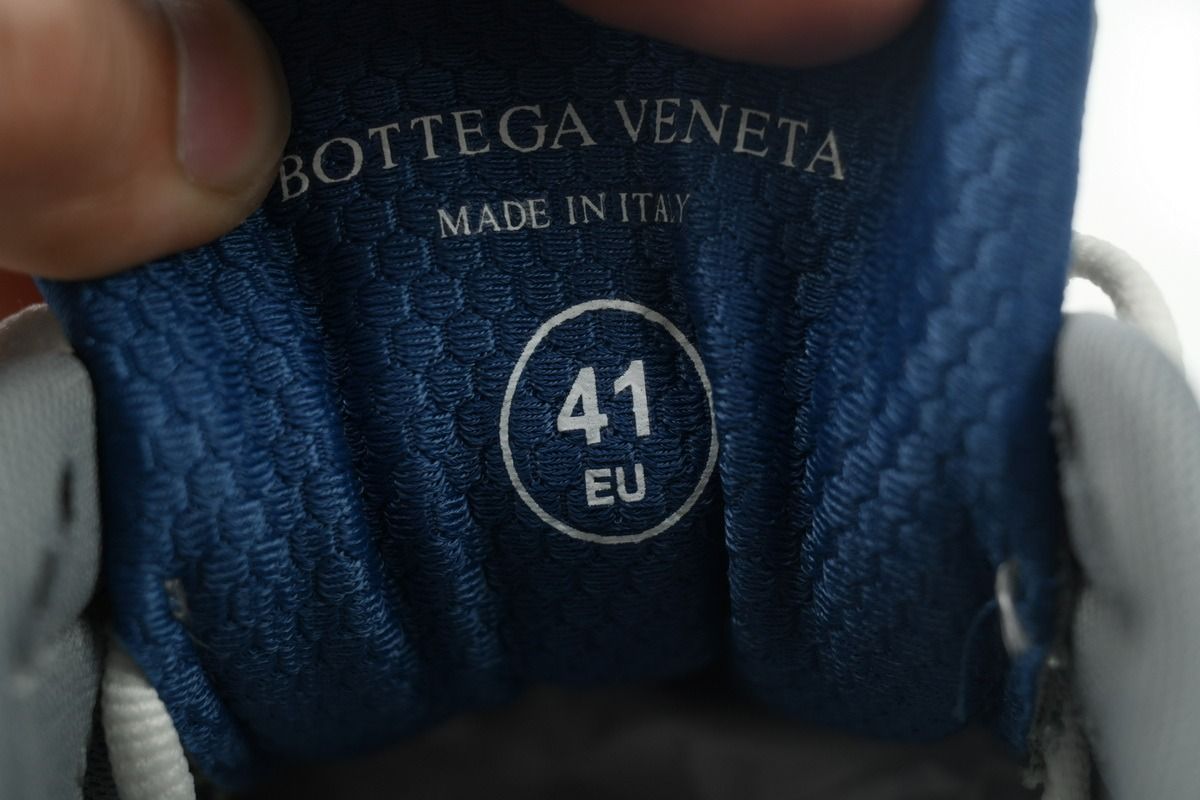 BOTTEGA VENETA
MADE IN ITALY
41
EU